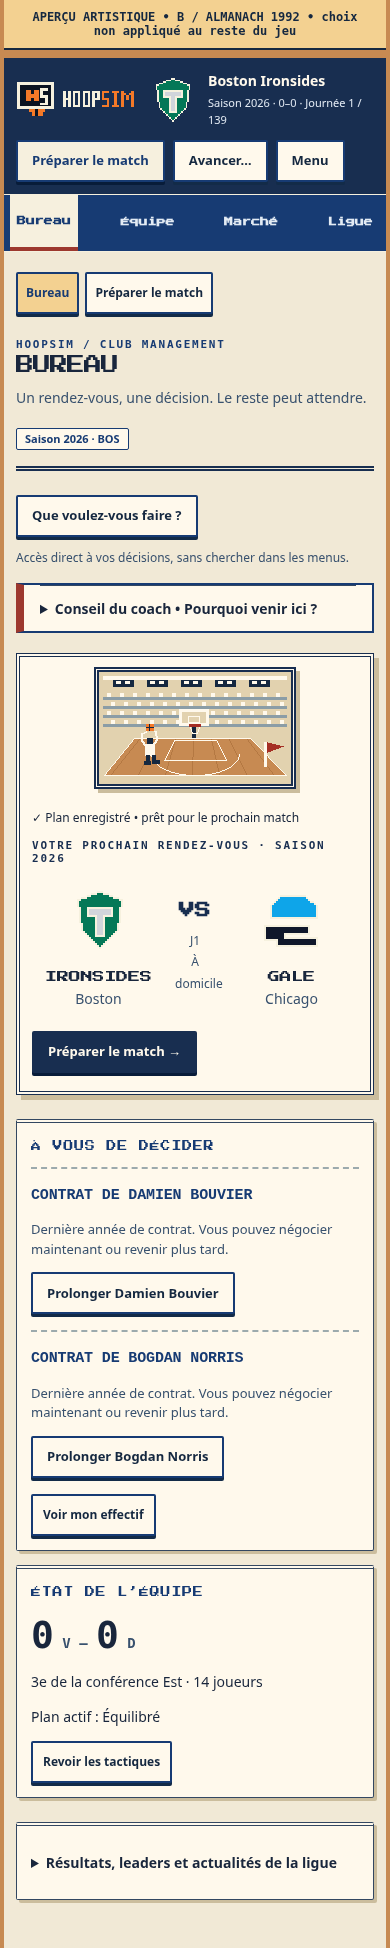 APERÇU ARTISTIQUE • B / ALMANACH 1992 • choix
non appliqué au reste du jeu
HOOPSIM
Boston Ironsides
Saison 2026 · 0–0 · Journée 1 /
139
Préparer le match
Avancer...
Menu
Bureau
Équipe
Marché
Ligue
Bureau
Préparer le match
HOOPSIM / CLUB MANAGEMENT
BUREAU
Un rendez-vous, une décision. Le reste peut attendre.
Saison 2026 · BOS
Que voulez-vous faire ?
Accès direct à vos décisions, sans chercher dans les menus.
▶ Conseil du coach • Pourquoi venir ici ?
✓ Plan enregistré • prêt pour le prochain match
VOTRE PROCHAIN RENDEZ-VOUS · SAISON
2026
IRONSIDES
Boston
VS
J1
À
domicile
GALE
Chicago
Préparer le match →
À VOUS DE DÉCIDER
CONTRAT DE DAMIEN BOUVIER
Dernière année de contrat. Vous pouvez négocier
maintenant ou revenir plus tard.
Prolonger Damien Bouvier
CONTRAT DE BOGDAN NORRIS
Dernière année de contrat. Vous pouvez négocier
maintenant ou revenir plus tard.
Prolonger Bogdan Norris
Voir mon effectif
ÉTAT DE L'ÉQUIPE
0 V — 0 D
3e de la conférence Est · 14 joueurs
Plan actif : Équilibré
Revoir les tactiques
▶ Résultats, leaders et actualités de la ligue